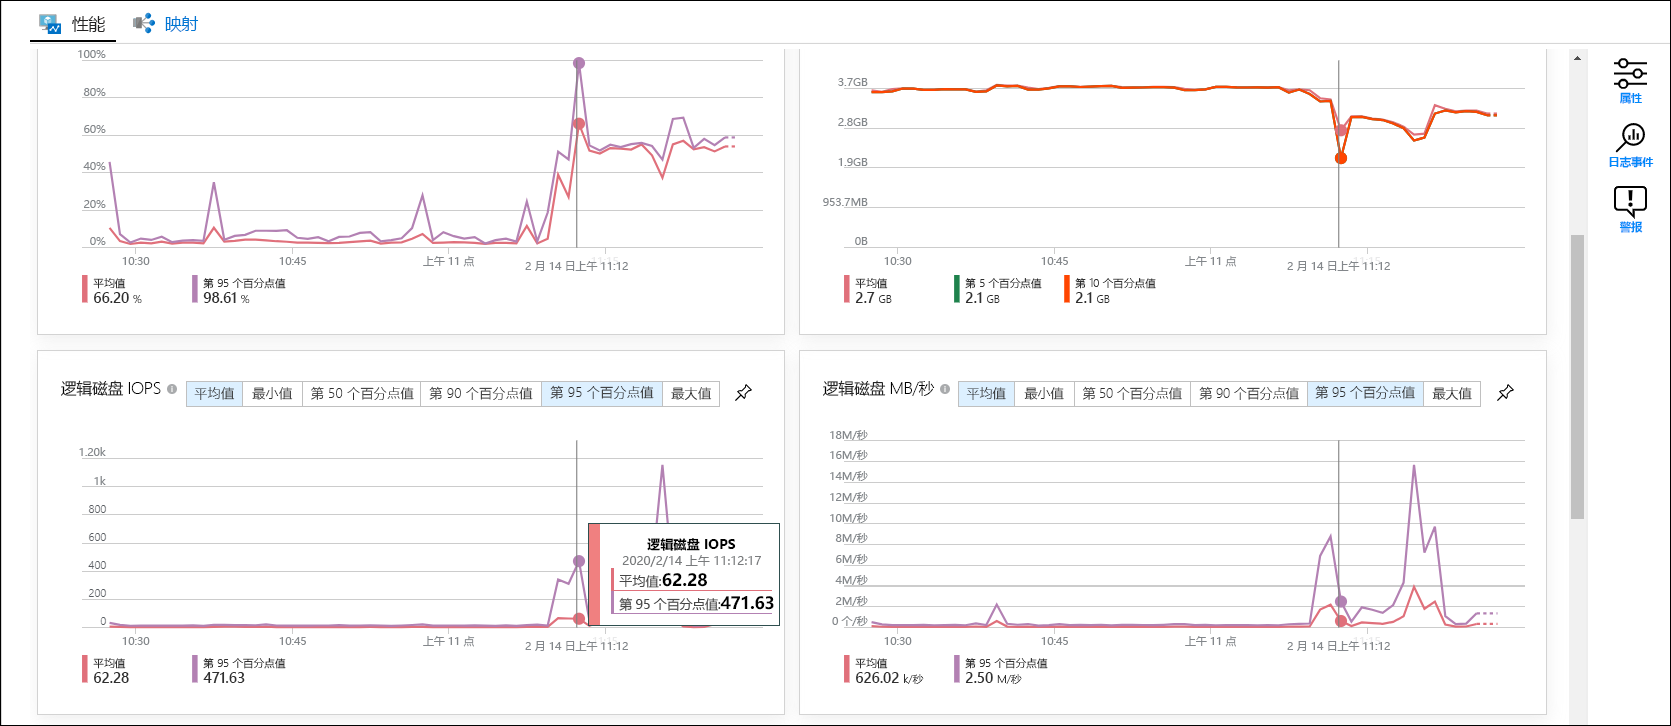 性能
映射
100%
80%
60%
40%
20%
0%
10:30
10:45
上午 11 点
2 月 14 日上午 11:12
平均值
66.20 %
第 95 个百分点值
98.61 %
3.7GB
2.8GB
1.9GB
953.7MB
0B
10:30
10:45
上午 11 点
2 月 14 日上午 11:12
平均值
2.7 GB
第 5 个百分点值
2.1 GB
第 10 个百分点值
2.1 GB
属性
日志事件
警报
逻辑磁盘 IOPS
平均值
最小值
第 50 个百分点值
第 90 个百分点值
第 95 个百分点值
最大值
1.20k
1k
800
600
400
200
0
10:30
10:45
上午 11 点
2 月 14 日上午 11:12
逻辑磁盘 IOPS
2020/2/14 上午 11:12:17
平均值:62.28
第 95 个百分点值:471.63
平均值
62.28
第 95 个百分点值
471.63
逻辑磁盘 MB/秒
平均值
最小值
第 50 个百分点值
第 90 个百分点值
第 95 个百分点值
最大值
18M/秒
16M/秒
14M/秒
12M/秒
10M/秒
8M/秒
6M/秒
4M/秒
2M/秒
0 个/秒
10:30
10:45
上午 11 点
2 月 14 日上午 11:12
平均值
626.02 k/秒
第 95 个百分点值
2.50 M/秒